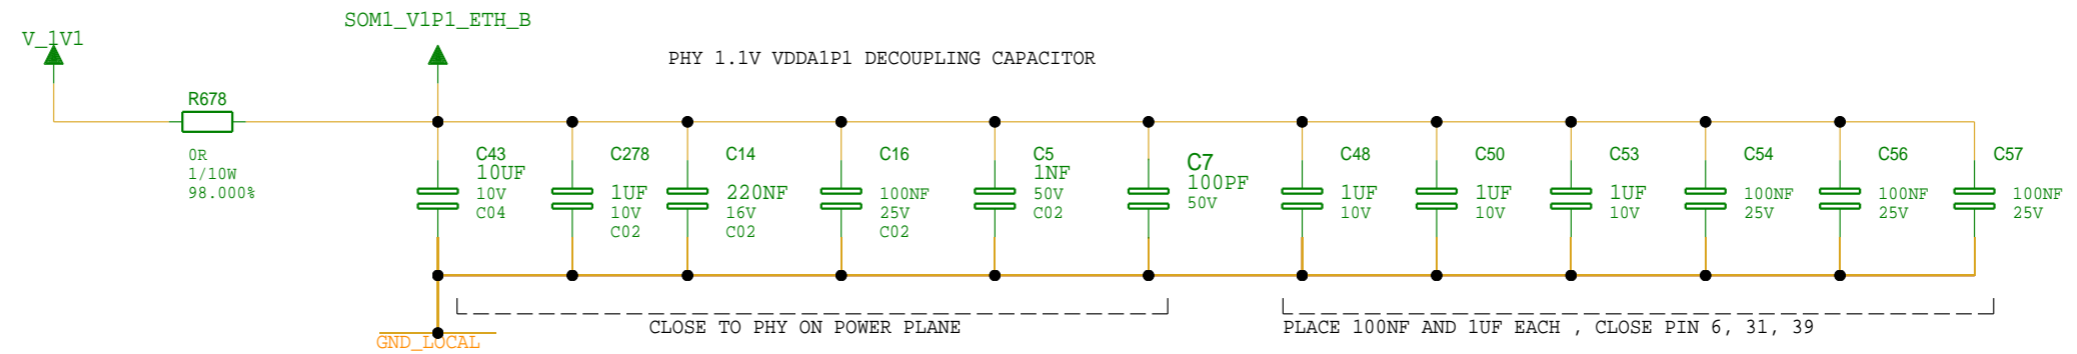 SOM1_V1P1_ETH_B
V_1V1
PHY 1.1V VDDA1P1 DECOUPLING CAPACITOR
R678
0R
1/10W
98.000%
C43
10UF
10V
C04
C278
1UF
10V
C02
C14
220NF
16V
C02
C16
100NF
25V
C02
C5
1NF
50V
C02
C7
100PF
50V
C48
1UF
10V
C50
1UF
10V
C53
1UF
10V
C54
100NF
25V
C56
100NF
25V
C57
100NF
25V
CLOSE TO PHY ON POWER PLANE
PLACE 100NF AND 1UF EACH , CLOSE PIN 6, 31, 39
GND_LOCAL